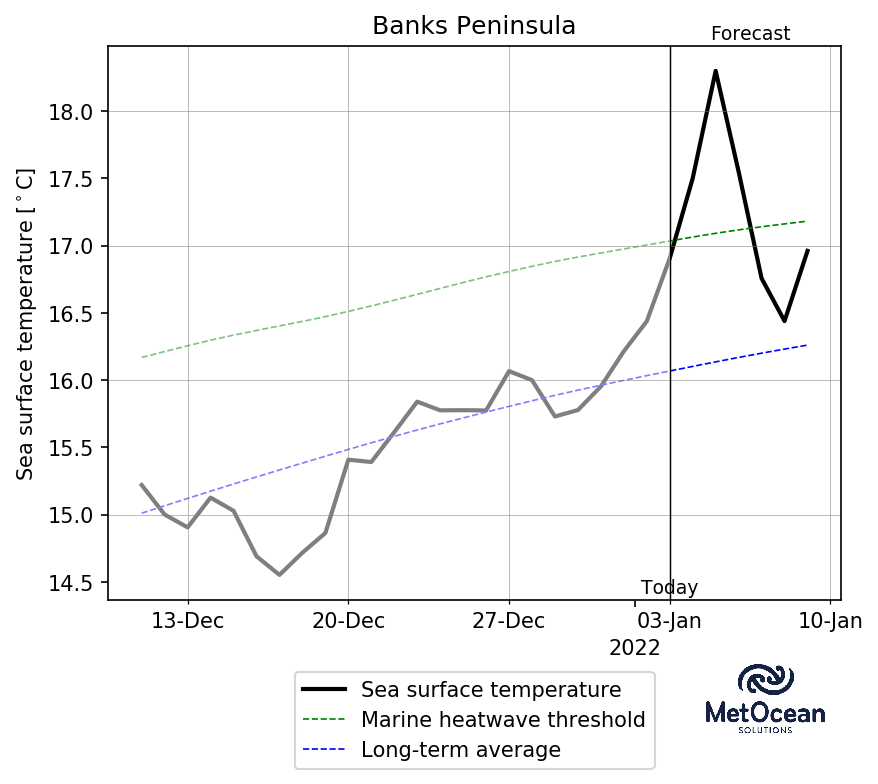 Banks Peninsula
Forecast
Sea surface temperature [°C]
18.0
17.5
17.0
16.5
16.0
15.5
15.0
14.5
Today
13-Dec 20-Dec 27-Dec 03-Jan 10-Jan
2022
Sea surface temperature
Marine heatwave threshold
Long-term average
MetOcean
SOLUTIONS